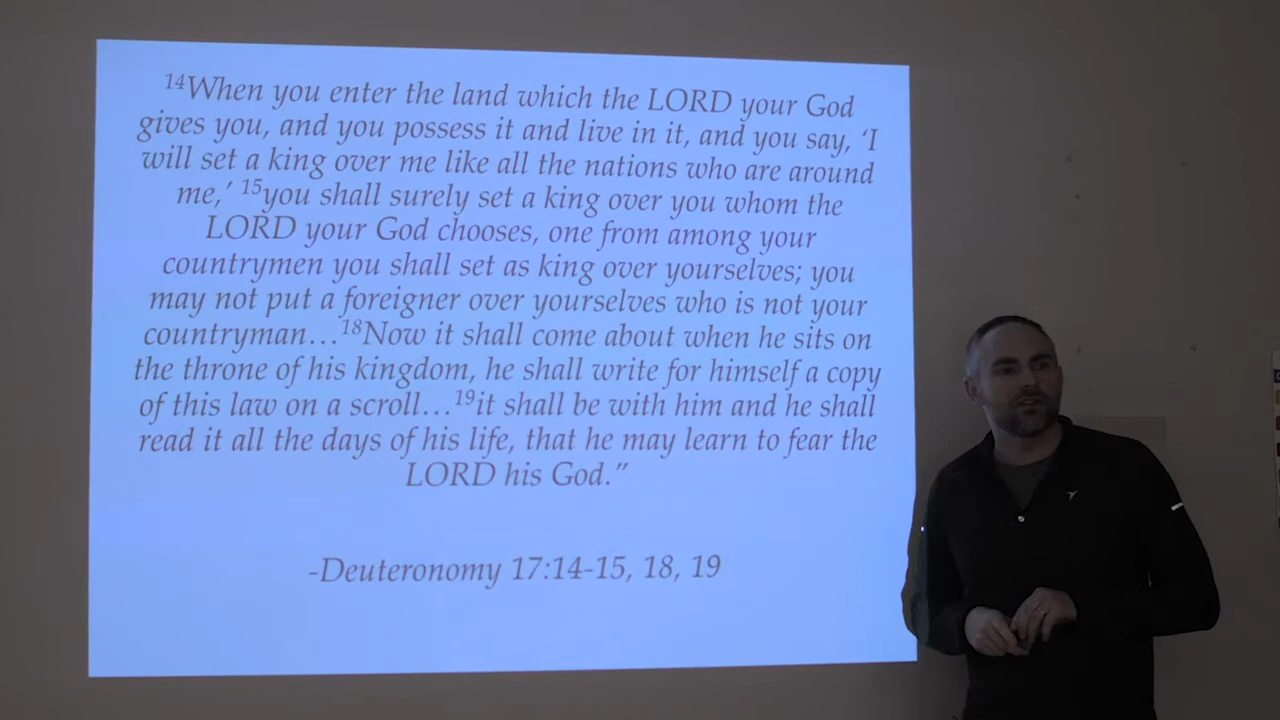 ¹⁴When you enter the land which the LORD your God
gives you, and you possess it and live in it, and you say, ‘I
will set a king over me like all the nations who are around
me,’ ¹⁵you shall surely set a king over you whom the
LORD your God chooses, one from among your
countrymen you shall set as king over yourselves; you
may not put a foreigner over yourselves who is not your
countryman…¹⁸Now it shall come about when he sits on
the throne of his kingdom, he shall write for himself a copy
of this law on a scroll…¹⁹it shall be with him and he shall
read it all the days of his life, that he may learn to fear the
LORD his God.”
-Deuteronomy 17:14-15, 18, 19